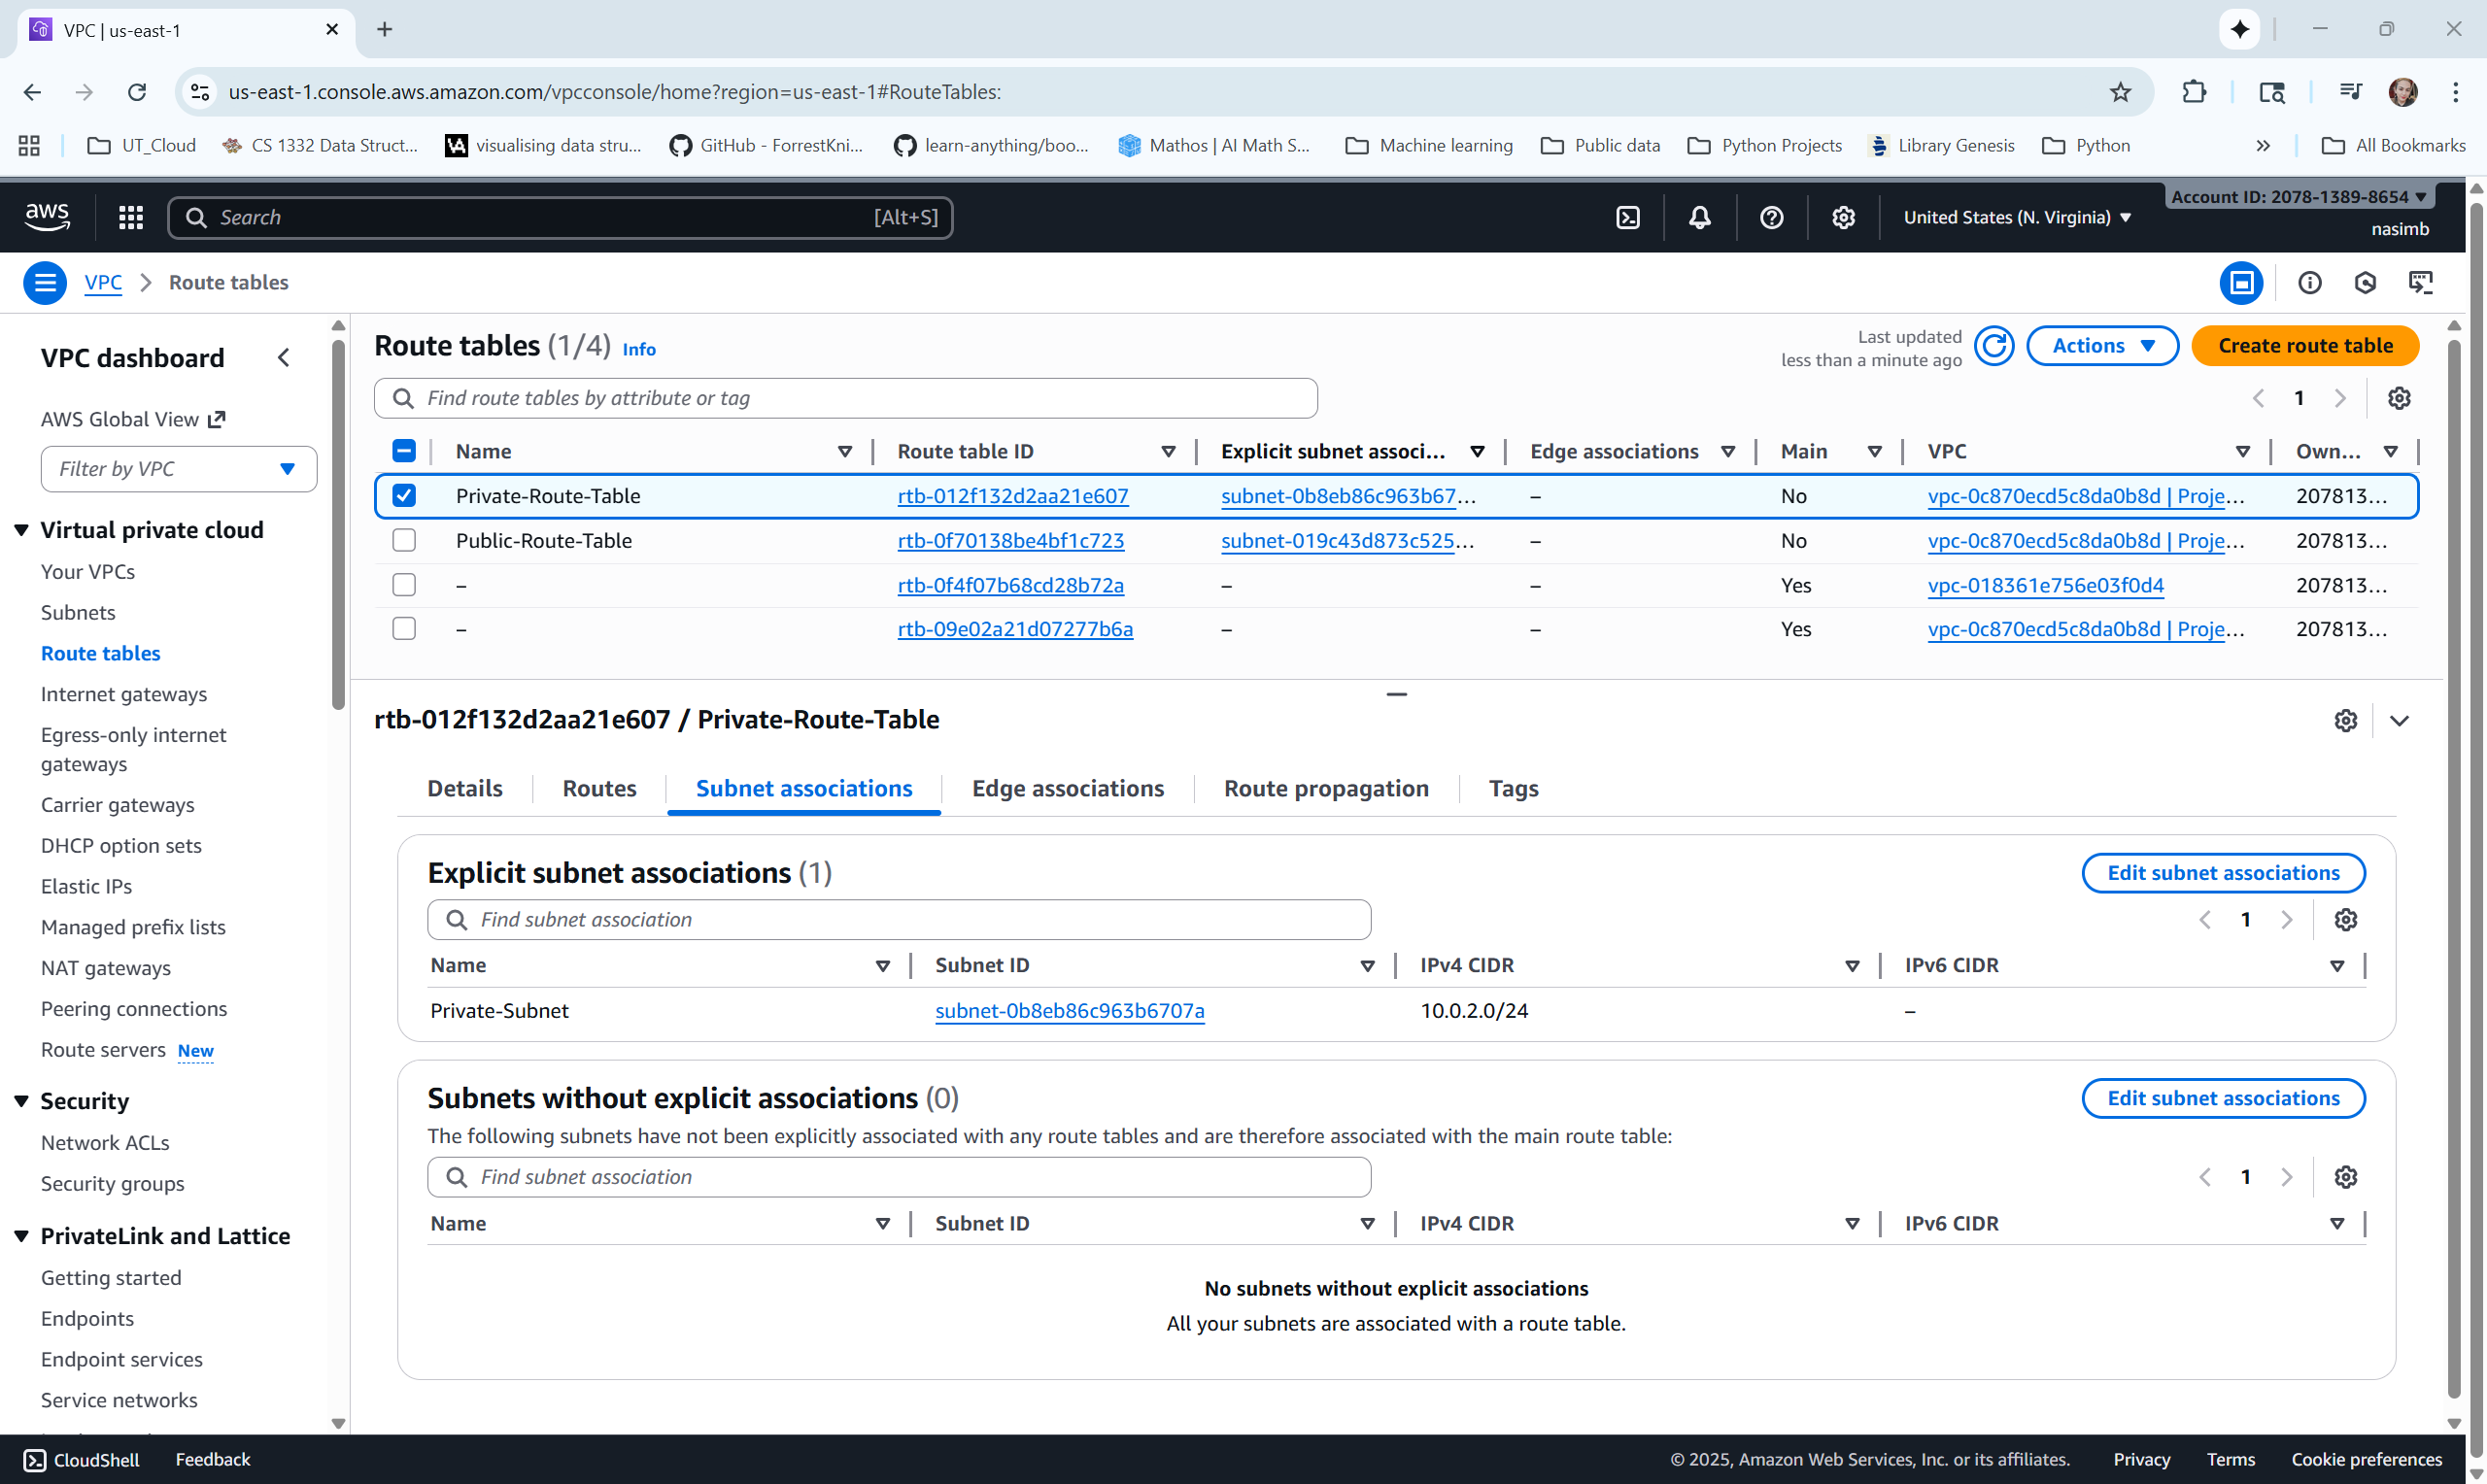 VPC | us-east-1
us-east-1.console.aws.amazon.com/vpcconsole/home?region=us-east-1#RouteTables:
UT_Cloud CS 1332 Data Struct... visualising data stru... GitHub - ForrestKni... learn-anything/boo... Mathos | AI Math S... Machine learning Public data Python Projects Library Genesis Python » All Bookmarks
aws Search [Alt+S] United States (N. Virginia) Account ID: 2078-1389-8654
nasimb
VPC Route tables
VPC dashboard
AWS Global View
Filter by VPC
Virtual private cloud
Your VPCs
Subnets
Route tables
Internet gateways
Egress-only internet
gateways
Carrier gateways
DHCP option sets
Elastic IPs
Managed prefix lists
NAT gateways
Peering connections
Route servers New
Security
Network ACLs
Security groups
PrivateLink and Lattice
Getting started
Endpoints
Endpoint services
Service networks
Route tables (1/4) Info
Last updated
less than a minute ago
Actions
Create route table
Find route tables by attribute or tag
1
Name Route table ID Explicit subnet associ... Edge associations Main VPC Own...
Private-Route-Table rtb-012f132d2aa21e607 subnet-0b8eb86c963b67... – No vpc-0c870ecd5c8da0b8d | Proje... 207813...
Public-Route-Table rtb-0f70138be4bf1c723 subnet-019c43d873c525... – No vpc-0c870ecd5c8da0b8d | Proje... 207813...
– rtb-0f4f07b68cd28b72a – – Yes vpc-018361e756e03f0d4 207813...
– rtb-09e02a21d07277b6a – – Yes vpc-0c870ecd5c8da0b8d | Proje... 207813...
rtb-012f132d2aa21e607 / Private-Route-Table
Details Routes Subnet associations Edge associations Route propagation Tags
Explicit subnet associations (1)
Edit subnet associations
Find subnet association
1
Name Subnet ID IPv4 CIDR IPv6 CIDR
Private-Subnet subnet-0b8eb86c963b6707a 10.0.2.0/24 –
Subnets without explicit associations (0)
Edit subnet associations
The following subnets have not been explicitly associated with any route tables and are therefore associated with the main route table:
Find subnet association
1
Name Subnet ID IPv4 CIDR IPv6 CIDR
No subnets without explicit associations
All your subnets are associated with a route table.
CloudShell Feedback © 2025, Amazon Web Services, Inc. or its affiliates. Privacy Terms Cookie preferences